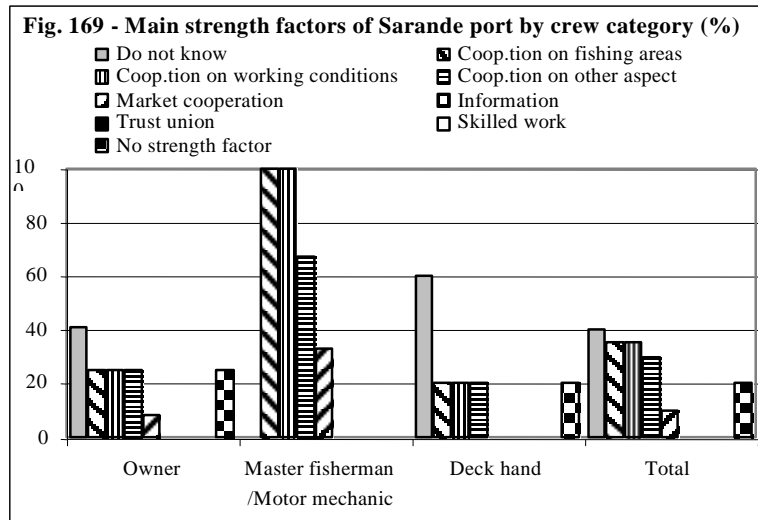 Fig. 169 - Main strength factors of Sarande port by crew category (%)
Do not know
Coop.tion on fishing areas
Coop.tion on working conditions
Coop.tion on other aspect
Market cooperation
Information
Trust union
Skilled work
No strength factor
10
0
80
60
40
20
0
Owner
Master fisherman
/Motor mechanic
Deck hand
Total